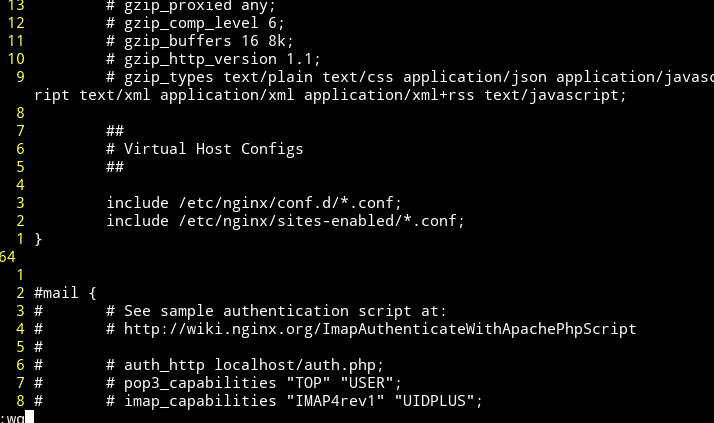 13 # gzip_proxied any;
12 # gzip_comp_level 6;
11 # gzip_buffers 16 8k;
10 # gzip_http_version 1.1;
9 # gzip_types text/plain text/css application/json application/javasc
ript text/xml application/xml application/xml+rss text/javascript;
8
7 ##
6 # Virtual Host Configs
5 ##
4
3 include /etc/nginx/conf.d/*.conf;
2 include /etc/nginx/sites-enabled/*.conf;
1 }
64
1
2 #mail {
3 # # See sample authentication script at:
4 # # http://wiki.nginx.org/ImapAuthenticateWithApachePhpScript
5 #
6 # # auth_http localhost/auth.php;
7 # # pop3_capabilities "TOP" "USER";
8 # # imap_capabilities "IMAP4rev1" "UIDPLUS";
:wq